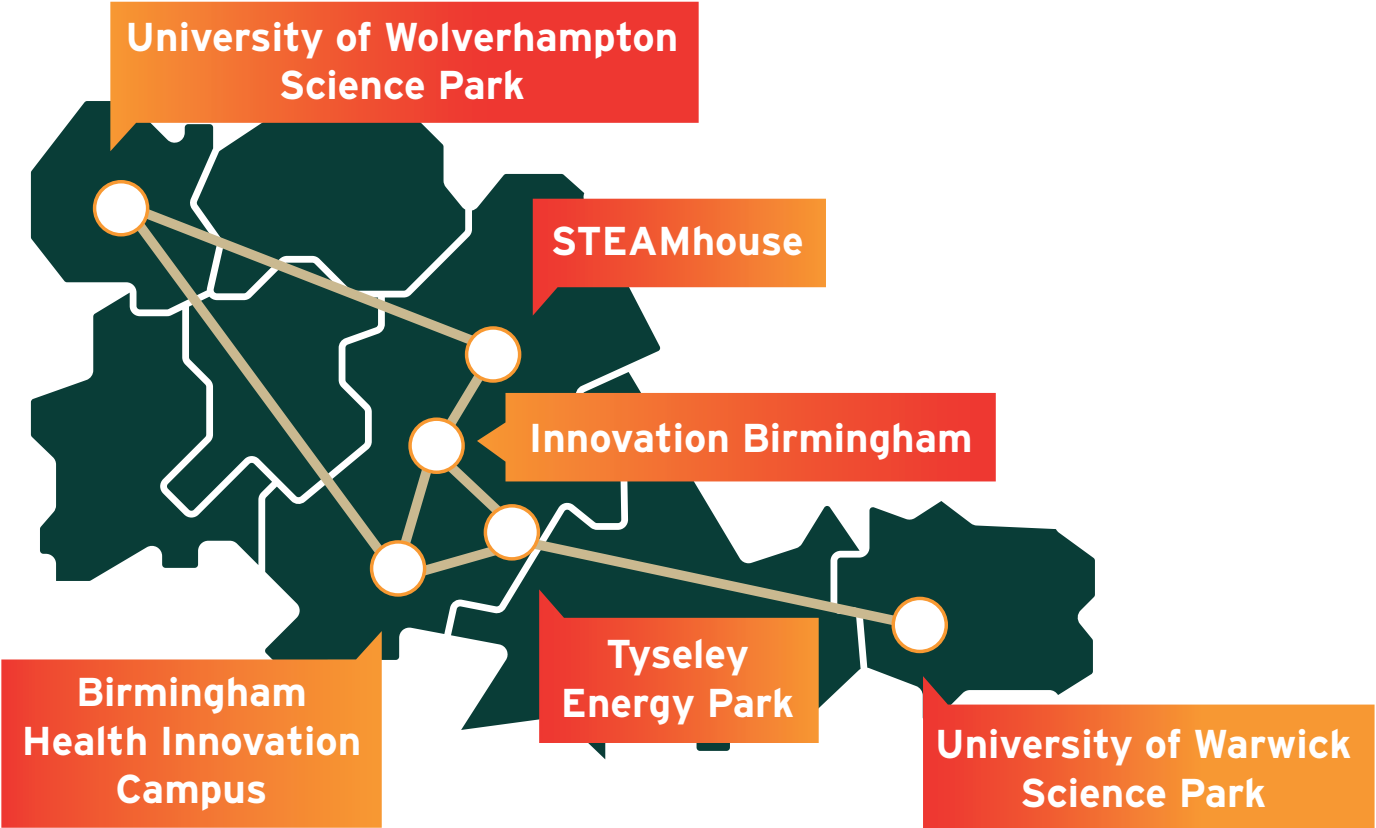 University of Wolverhampton
Science Park
STEAMhouse
Innovation Birmingham
Tyseley
Energy Park
Birmingham
Health Innovation
Campus
University of Warwick
Science Park